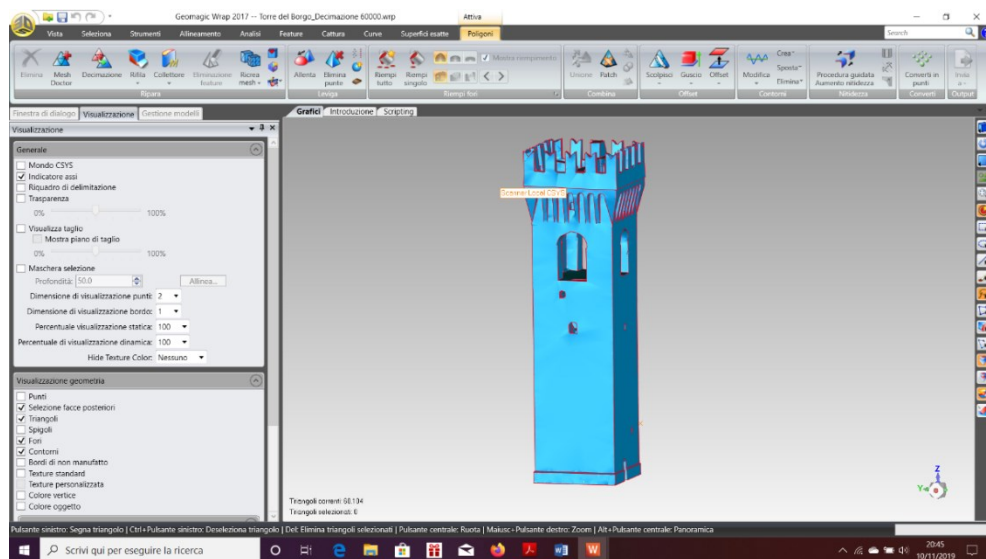 Geomagic Wrap 2017 -- Torre del Borgo_Decimazione 60000.wrp
Attiva
Vista Seleziona Strumenti Allineamento Analisi Feature Cattura Curve Superfici esatte Poligoni Search
Elimina Mesh Doctor Decimazione Rifila Collettore Eliminazione feature Ricrea mesh
Allenta Elimina punte Riempi tutto Riempi singolo Mostra componento
Unione Patch Scolpisci Guscio Offset Modifica Crea Sposta Elimina
Procedura guidata Aumento nitidezza Converti in punti Invia
Ripara Leviga Riempi fori Combina Offset Contorni Nitidezza Converti Output
Finestra di dialogo Visualizzazione Gestione modelli
Grafici Introduzione Scripting
Visualizzazione
Generale
Mondo CSYS
Indicatore assi
Riquadro di delimitazione
Trasparenza
0% 100%
Visualizza taglio
Mostra piano di taglio
0% 100%
Maschera selezione
Profondità: 50.0 Allinea...
Dimensione di visualizzazione punti: 2
Dimensione di visualizzazione bordo: 1
Percentuale visualizzazione statica: 100
Percentuale di visualizzazione dinamica: 100
Hide Texture Color: Nessuno
Visualizzazione geometria
Punti
Selezione facce posteriori
Triangoli
Spigoli
Fori
Contorni
Bordi di non manufatto
Texture standard
Texture personalizzata
Colore vertice
Colore oggetto
Scanner Local CSYS
Z
Y
Triangoli correnti: 60.104
Triangoli selezionati: 0
Pulsante sinistro: Segna triangolo | Ctrl+Pulsante sinistro: Deseleziona triangolo | Del: Elimina triangoli selezionati | Pulsante centrale: Ruota | Maiusc+Pulsante destro: Zoom | Alt+Pulsante centrale: Panoramica
Scrivi qui per eseguire la ricerca
20:45
10/11/2019